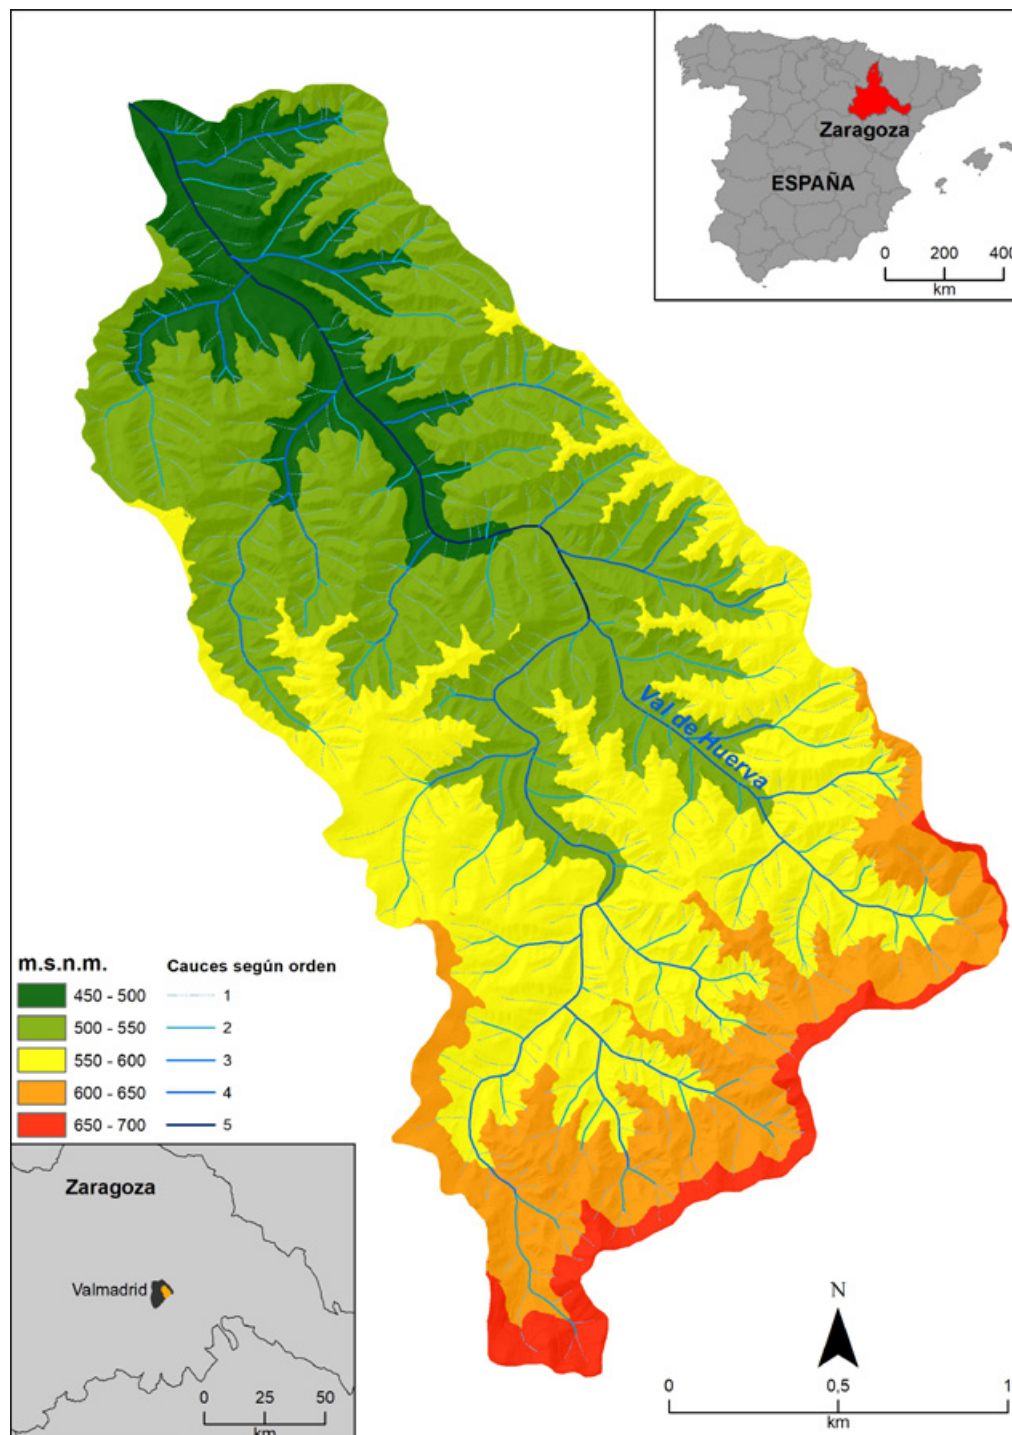 Zaragoza
ESPAÑA
0 200 400
km
Val de Huerva
m.s.n.m.
450 - 500
500 - 550
550 - 600
600 - 650
650 - 700
Cauces según orden
1
2
3
4
5
Zaragoza
Valmadrid
0 25 50
km
N
0 0,5 1
km